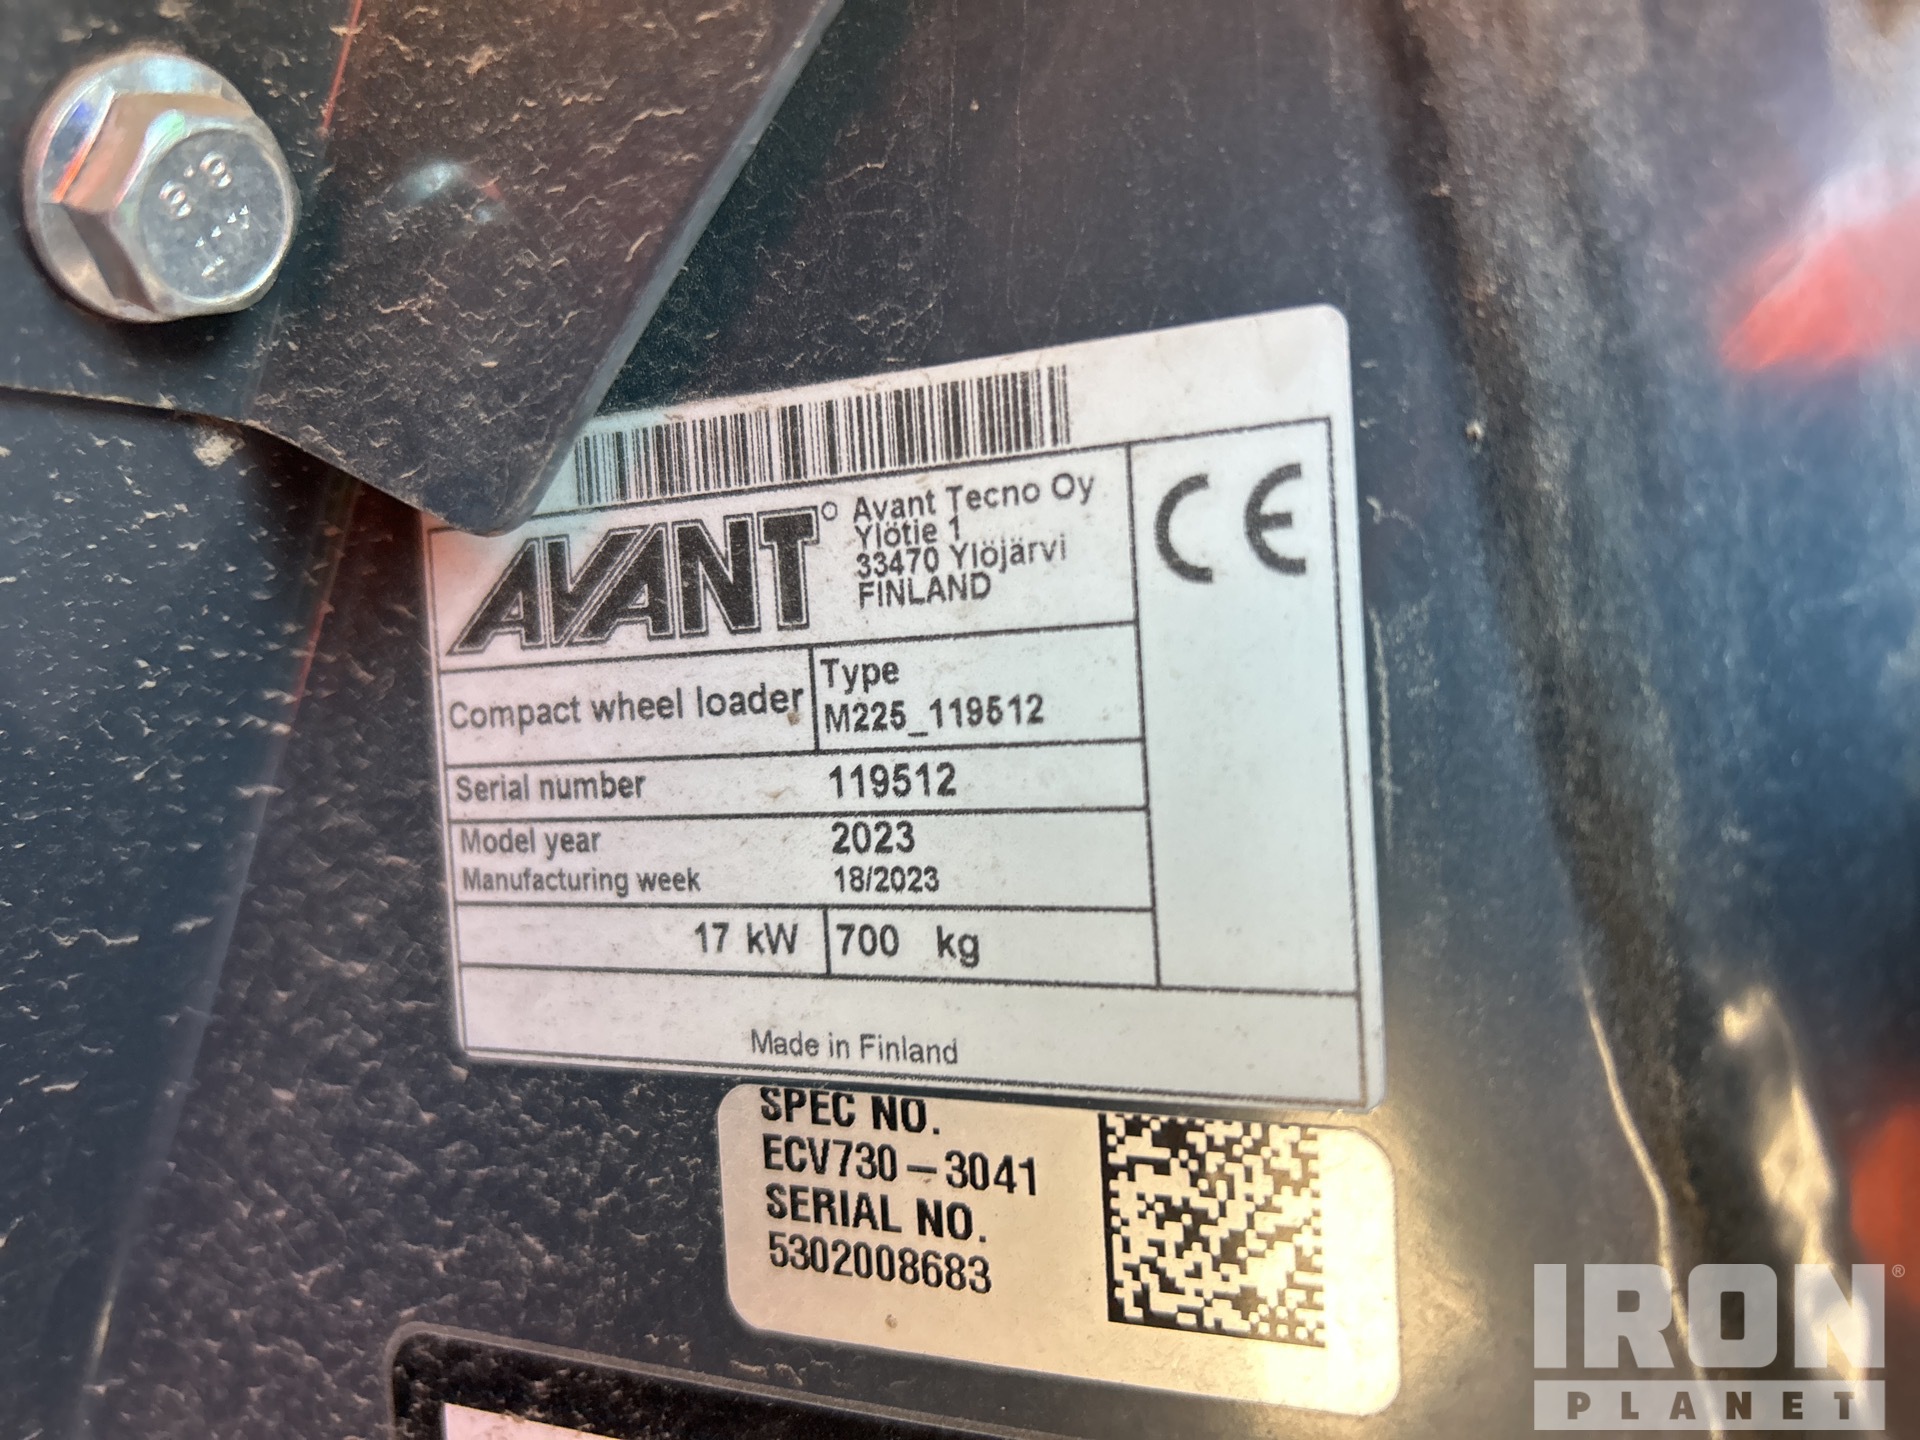 8.8
AVANT
Avant Tecno Oy
Ylötie 1
33470 Ylöjärvi
FINLAND
CE
Compact wheel loader
Type
M225_119512
Serial number 119512
Model year 2023
Manufacturing week 18/2023
17 kW 700 kg
Made in Finland
SPEC NO.
ECV730-3041
SERIAL NO.
5302008683
IRON ®
PLANET